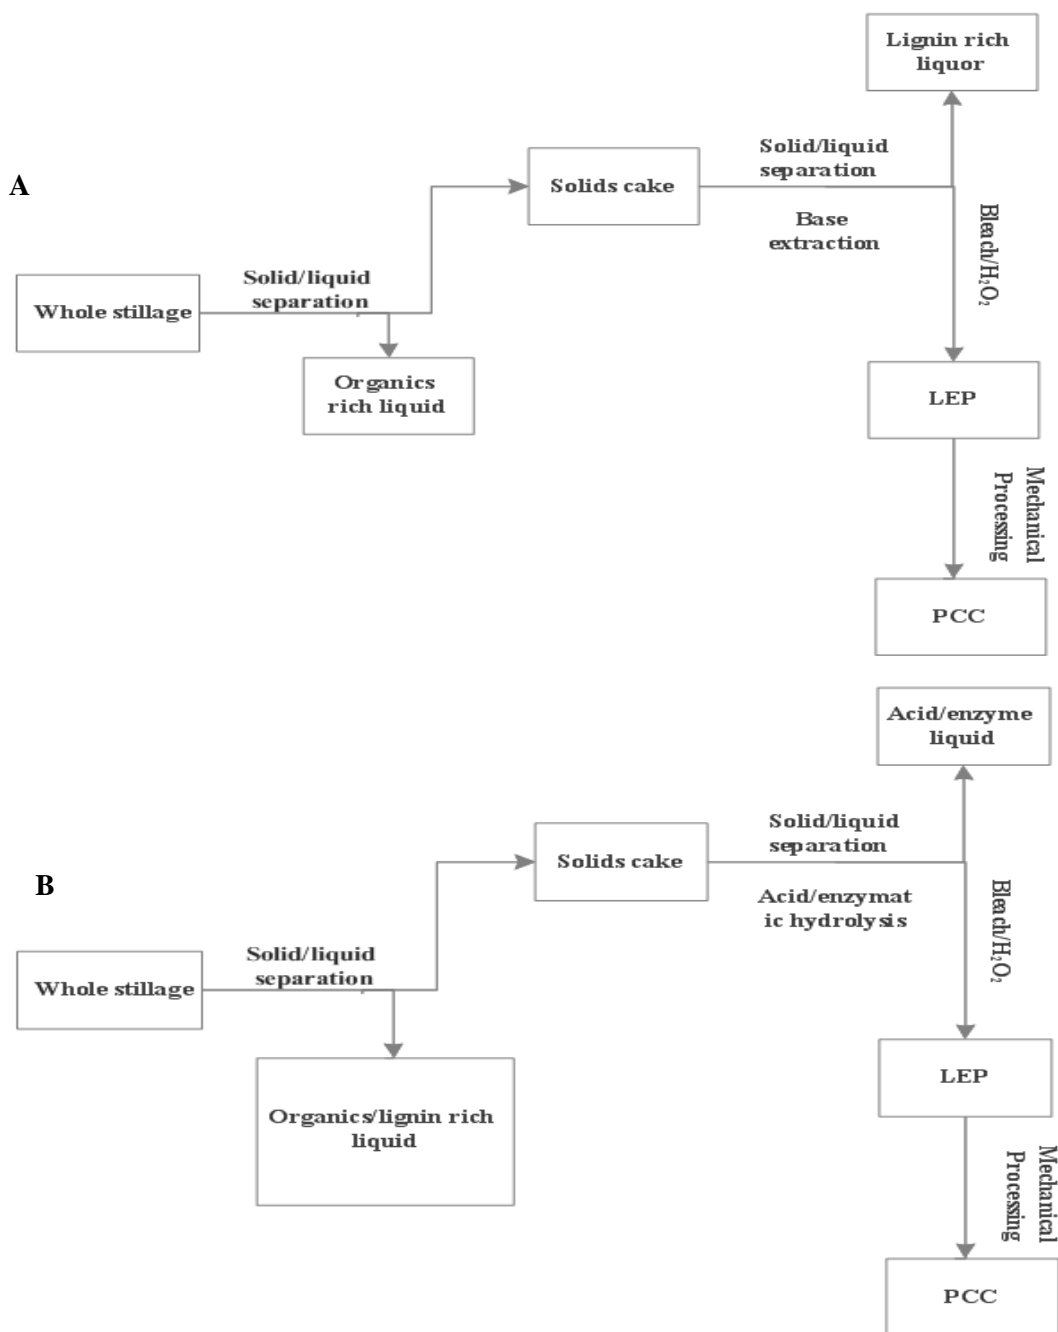 Lignin rich
liquor
A
Solid/liquid
separation
Solids cake
Base
extraction
Bleach/H₂O₂
Solid/liquid
separation
Whole stillage
Organics
rich liquid
LEP
Mechanical
Processing
PCC
Acid/enzyme
liquid
B
Solid/liquid
separation
Solids cake
Acid/enzymat
ic hydrolysis
Bleach/H₂O₂
Solid/liquid
separation
Whole stillage
Organics/lignin rich
liquid
LEP
Mechanical
Processing
PCC